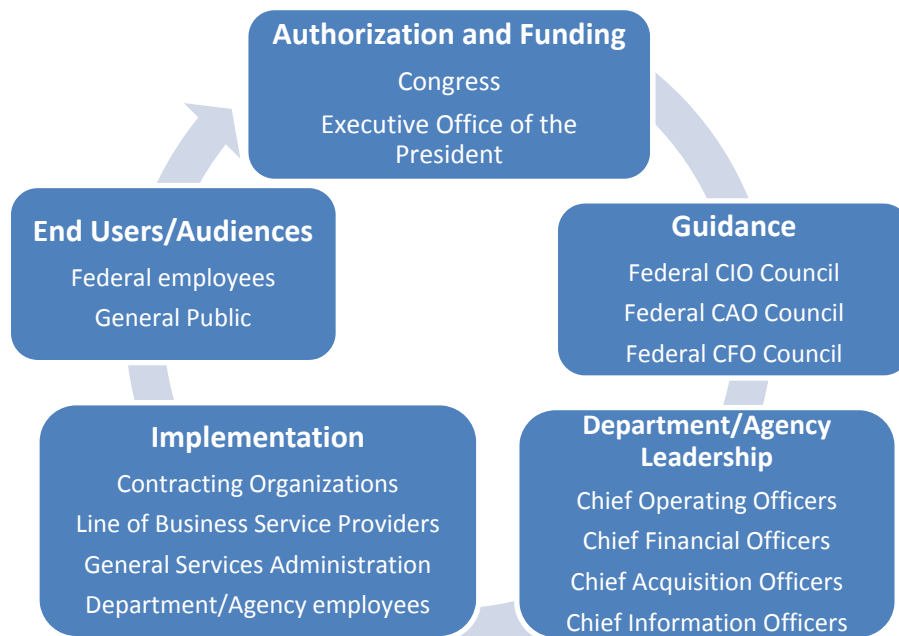 Authorization and Funding
Congress
Executive Office of the
President
Guidance
Federal CIO Council
Federal CAO Council
Federal CFO Council
Department/Agency
Leadership
Chief Operating Officers
Chief Financial Officers
Chief Acquisition Officers
Chief Information Officers
Implementation
Contracting Organizations
Line of Business Service Providers
General Services Administration
Department/Agency employees
End Users/Audiences
Federal employees
General Public